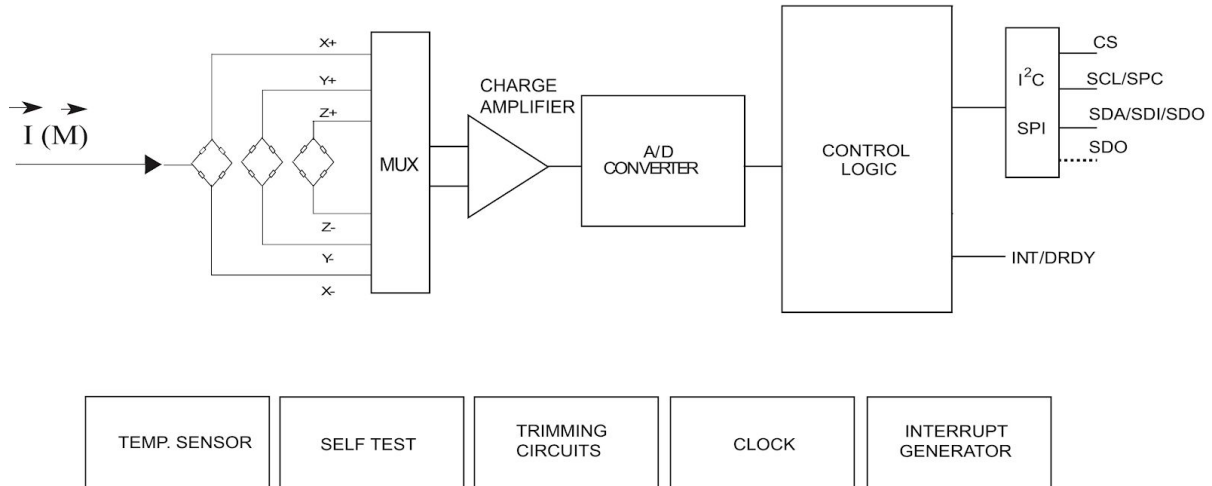 X+
Y+
Z+
I (M)
MUX
Z-
Y-
X-
CHARGE
AMPLIFIER
A/D
CONVERTER
CONTROL
LOGIC
I²C
SPI
CS
SCL/SPC
SDA/SDI/SDO
SDO
INT/DRDY
TEMP. SENSOR
SELF TEST
TRIMMING
CIRCUITS
CLOCK
INTERRUPT
GENERATOR